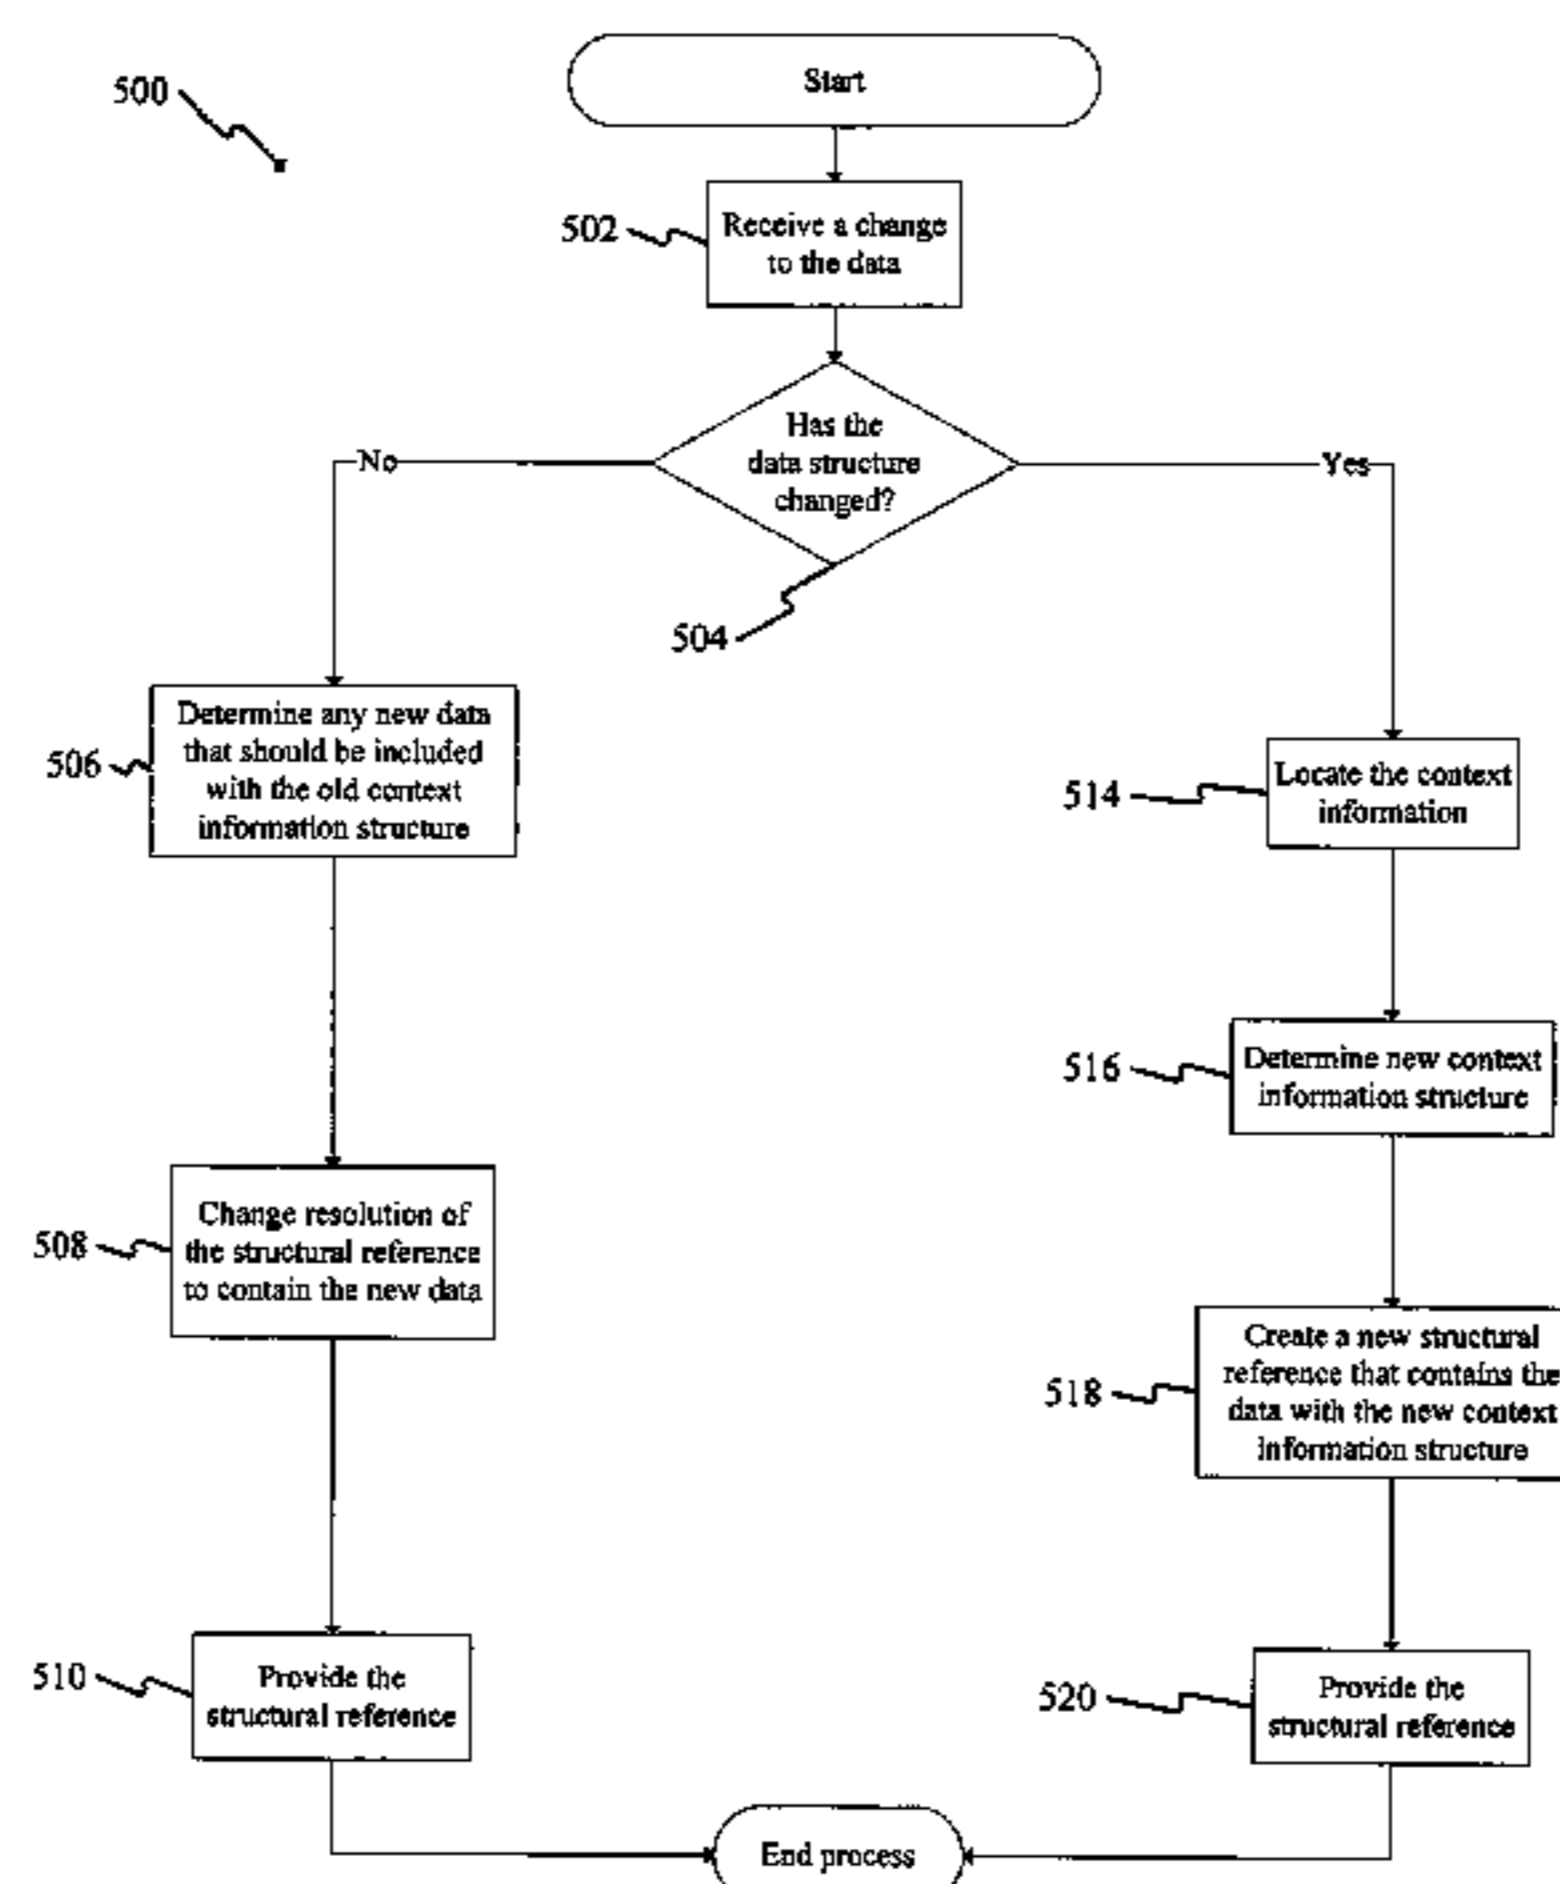 Start
500
502
Receive a change
to the data
Has the
data structure
changed?
No
Yes
504
506
Determine any new data
that should be included
with the old context
information structure
514
Locate the context
information
516
Determine new context
information structure
508
Change resolution of
the structural reference
to contain the new data
518
Create a new structural
reference that contains the
data with the new context
information structure
510
Provide the
structural reference
520
Provide the
structural reference
End process